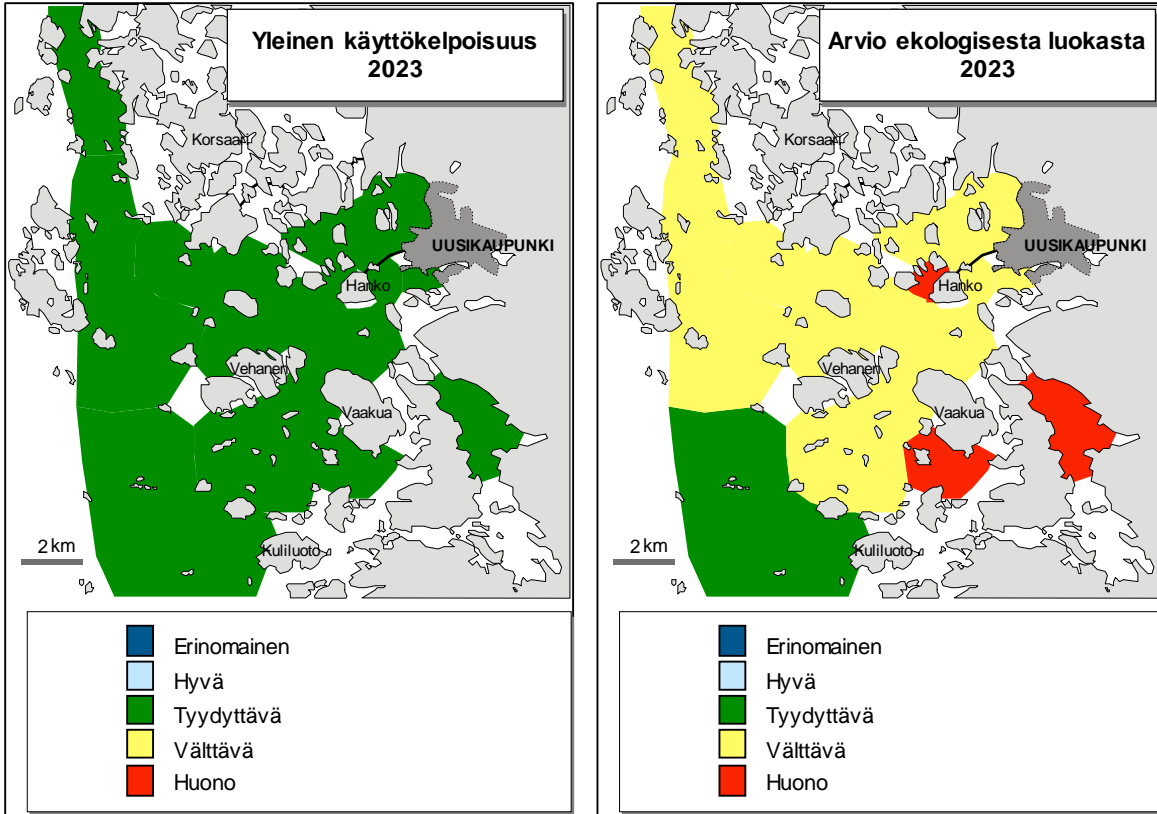 Yleinen käyttökelpoisuus
2023
Korsaari
UUSIKAUPUNKI
Hanko
Vehanen
Vaakua
Kuliluoto
2 km
Erinomainen
Hyvä
Tyydyttävä
Välttävä
Huono
Arvio ekologisesta luokasta
2023
Korsaari
UUSIKAUPUNKI
Hanko
Vehanen
Vaakua
Kuliluoto
2 km
Erinomainen
Hyvä
Tyydyttävä
Välttävä
Huono